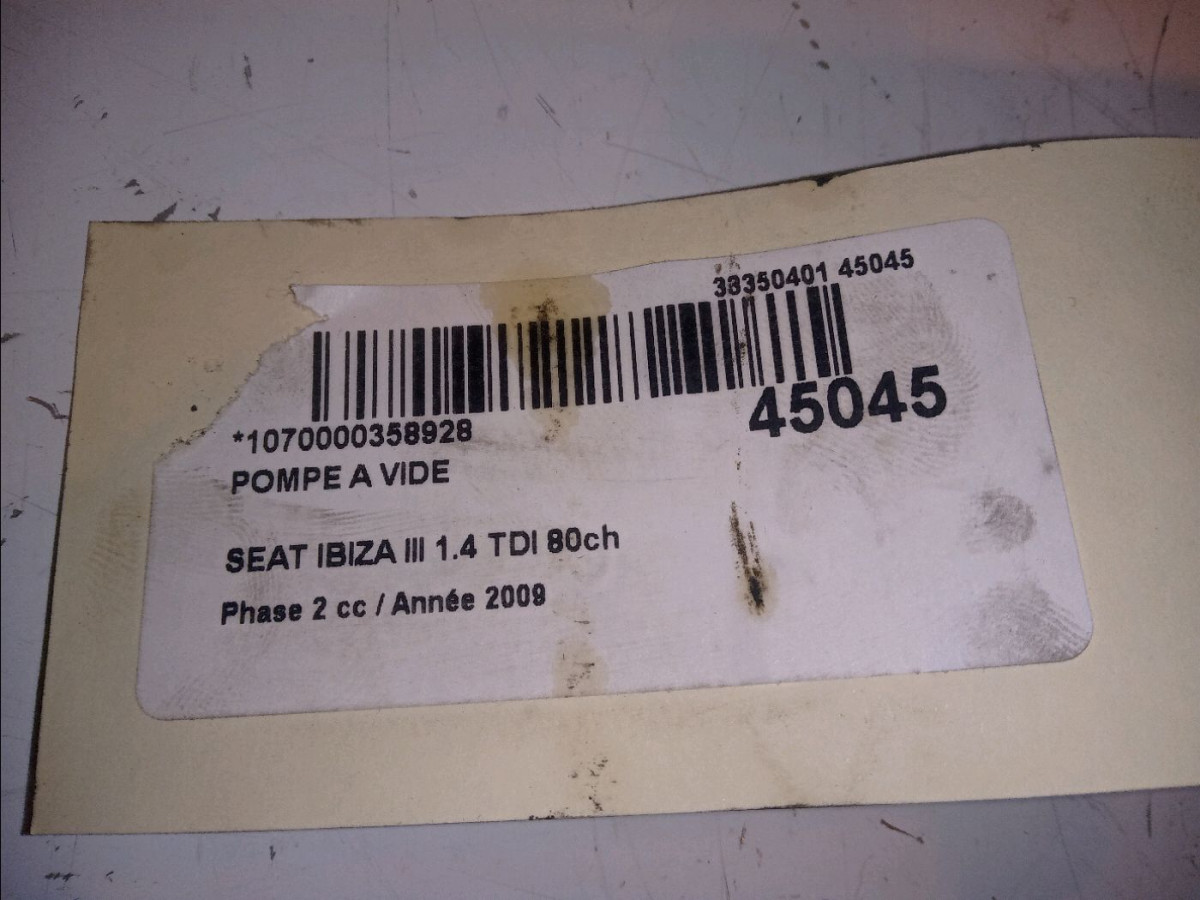 38350401 45045
45045
*1070000358928
POMPE A VIDE
SEAT IBIZA III 1.4 TDI 80ch
Phase 2 cc / Année 2009